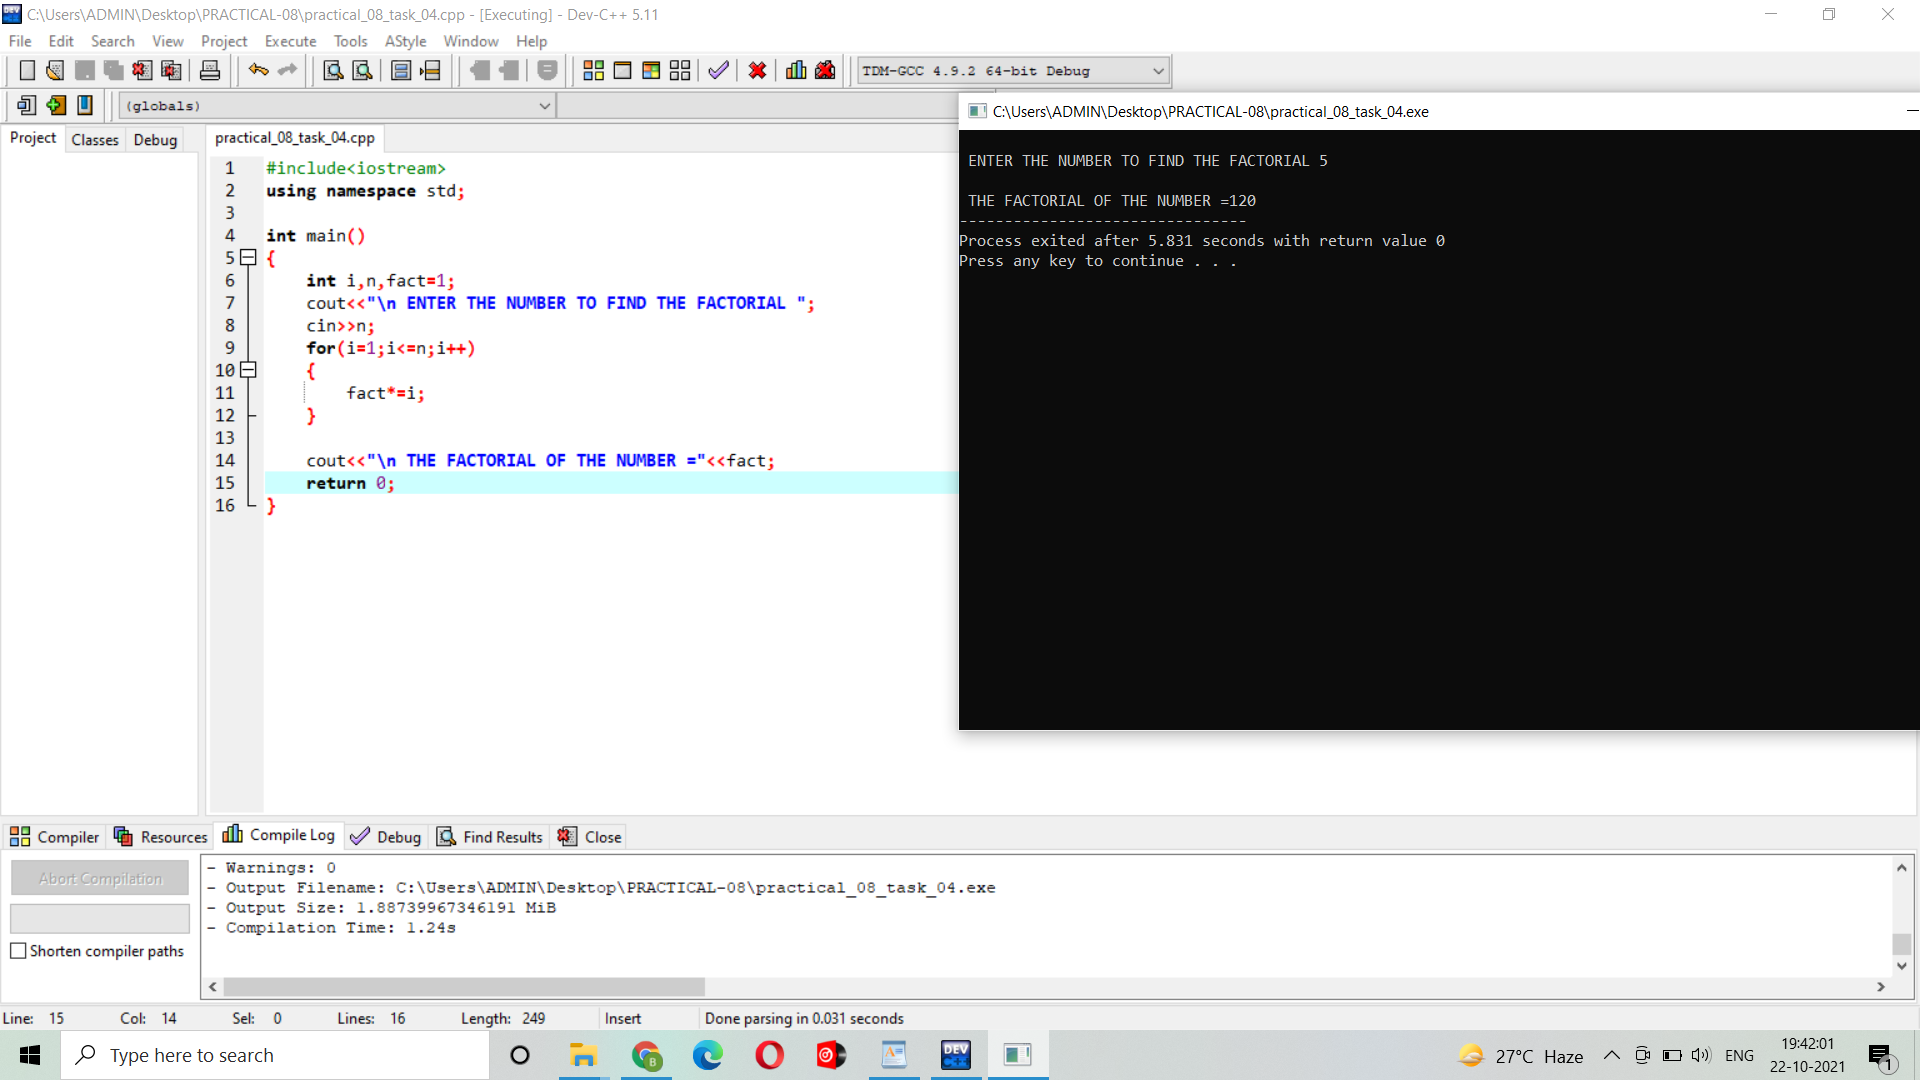 C:\Users\ADMIN\Desktop\PRACTICAL-08\practical_08_task_04.cpp - [Executing] - Dev-C++ 5.11
File Edit Search View Project Execute Tools AStyle Window Help
TDM-GCC 4.9.2 64-bit Debug
(globals)
Project Classes Debug
practical_08_task_04.cpp
1 #include<iostream>
2 using namespace std;
3
4 int main()
5 {
6 int i,n,fact=1;
7 cout<<"\n ENTER THE NUMBER TO FIND THE FACTORIAL ";
8 cin>>n;
9 for(i=1;i<=n;i++)
10 {
11 fact*=i;
12 }
13
14 cout<<"\n THE FACTORIAL OF THE NUMBER ="<<fact;
15 return 0;
16 }
C:\Users\ADMIN\Desktop\PRACTICAL-08\practical_08_task_04.exe
ENTER THE NUMBER TO FIND THE FACTORIAL 5
THE FACTORIAL OF THE NUMBER =120
--------------------------------
Process exited after 5.831 seconds with return value 0
Press any key to continue . . .
Compiler Resources Compile Log Debug Find Results Close
Abort Compilation
Shorten compiler paths
- Warnings: 0
- Output Filename: C:\Users\ADMIN\Desktop\PRACTICAL-08\practical_08_task_04.exe
- Output Size: 1.88739967346191 MiB
- Compilation Time: 1.24s
Line: 15 Col: 14 Sel: 0 Lines: 16 Length: 249 Insert Done parsing in 0.031 seconds
Type here to search
DEV C++
27°C Haze
ENG
19:42:01
22-10-2021
1